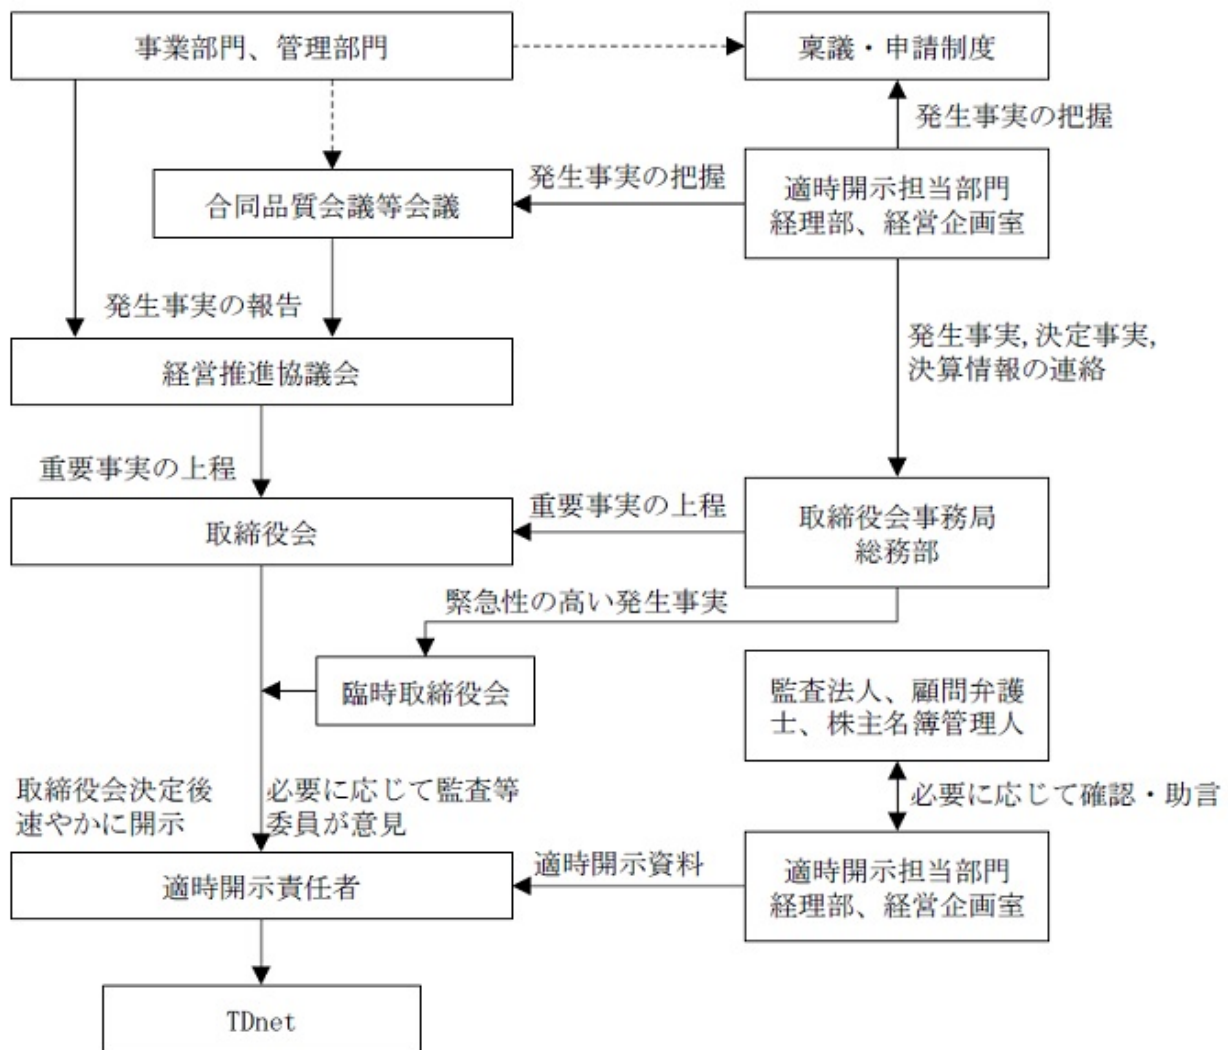 事業部門、管理部門
稟議・申請制度
発生事実の把握
適時開示担当部門
経理部、経営企画室
発生事実の把握
合同品質会議等会議
発生事実の報告
発生事実,決定事実,
決算情報の連絡
経営推進協議会
重要事実の上程
取締役会
重要事実の上程
取締役会事務局
総務部
緊急性の高い発生事実
臨時取締役会
監査法人、顧問弁護
士、株主名簿管理人
取締役会決定後
速やかに開示
必要に応じて監査等
委員が意見
必要に応じて確認・助言
適時開示責任者
適時開示資料
適時開示担当部門
経理部、経営企画室
TDnet